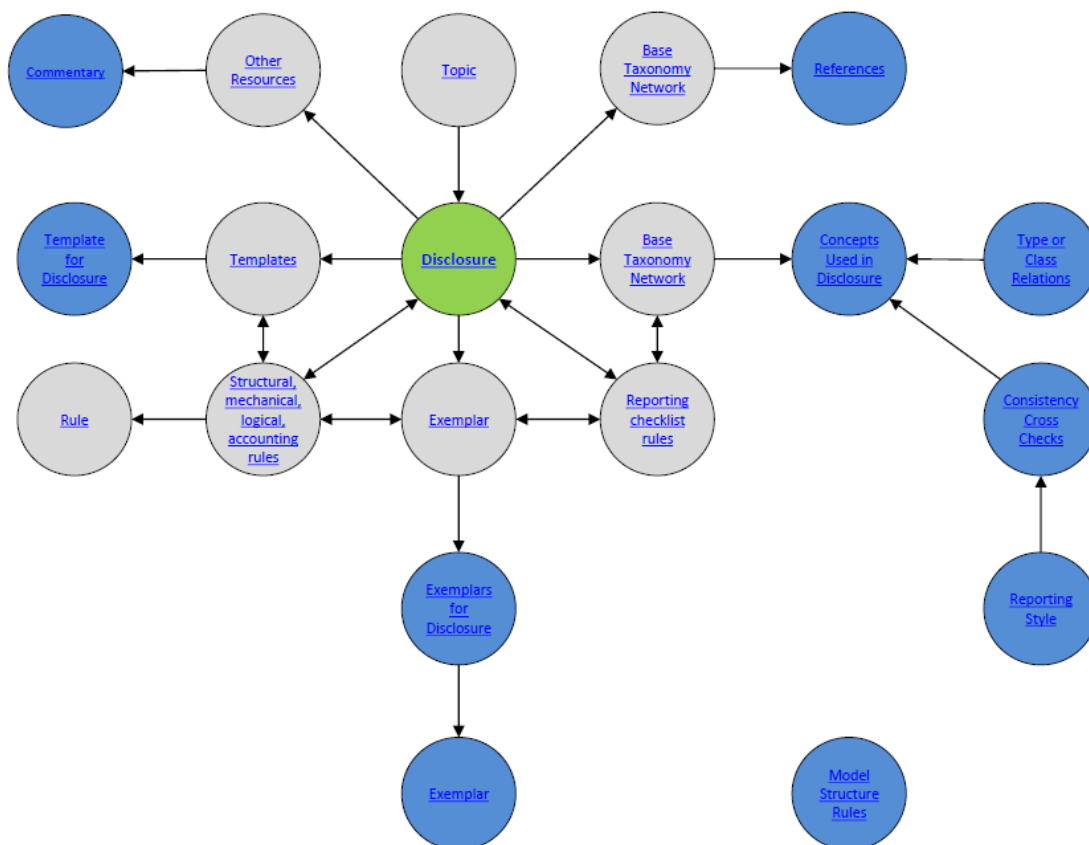 Commentary
Other
Resources
Topic
Base
Taxonomy
Network
References
Template
for
Disclosure
Templates
Disclosure
Base
Taxonomy
Network
Concepts
Used in
Disclosure
Type or
Class
Relations
Rule
Structural,
mechanical,
logical,
accounting
rules
Exemplar
Reporting
checklist
rules
Consistency
Cross
Checks
Exemplars
for
Disclosure
Reporting
Style
Exemplar
Model
Structure
Rules